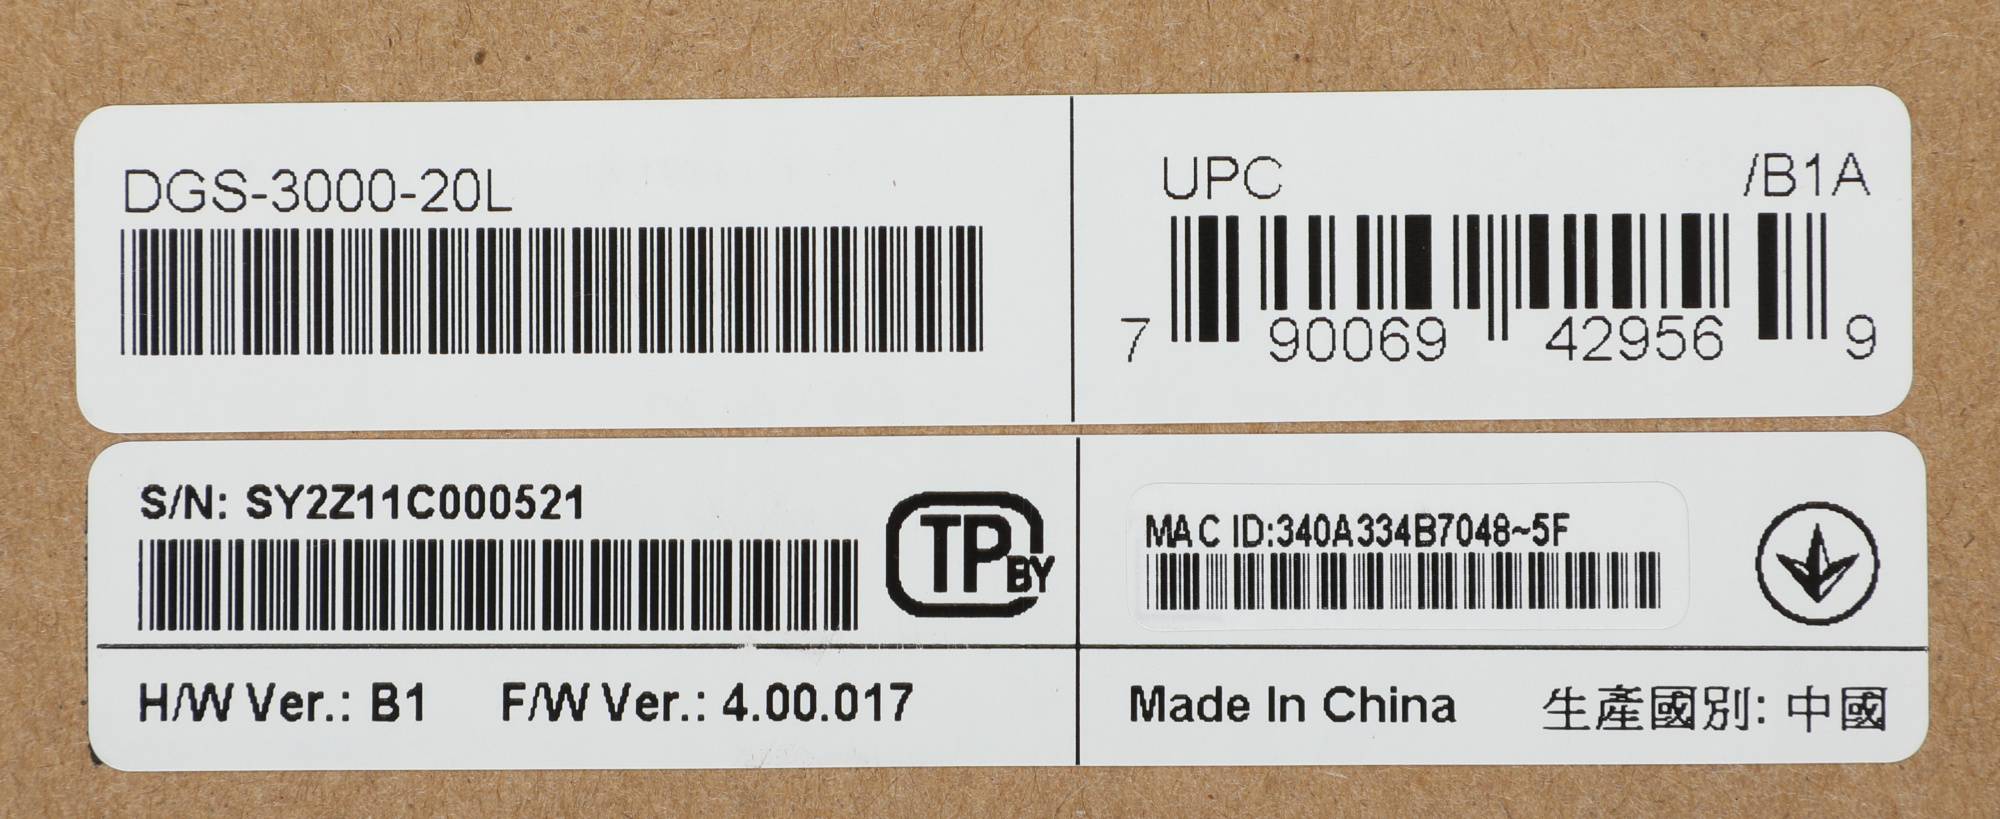 DGS-3000-20L
UPC /B1A
7 90069 42956 9
S/N: SY2Z11C000521
TP BY
MAC ID:340A334B7048~5F
H/W Ver.: B1 F/W Ver.: 4.00.017
Made In China 生產國別: 中國